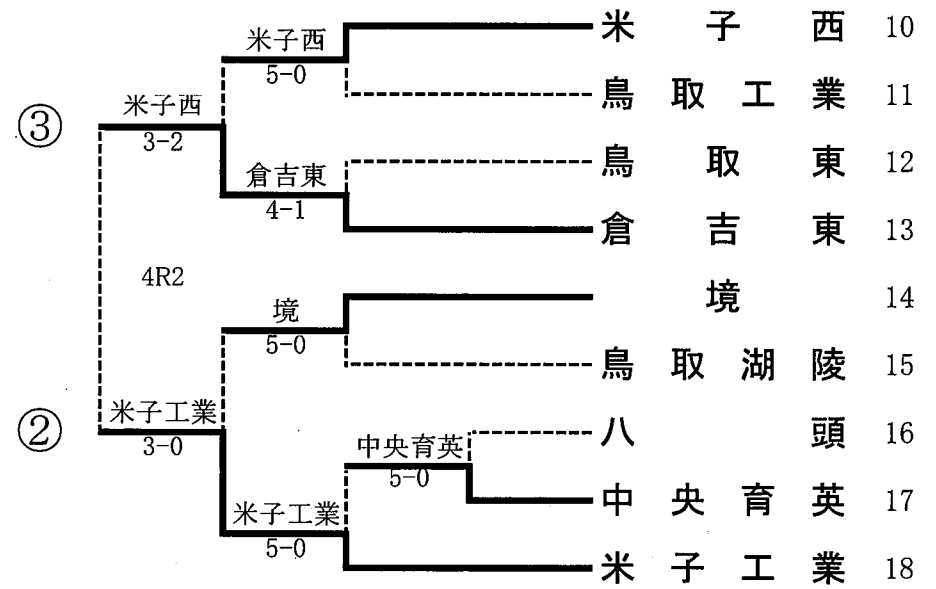 米子西 10
米子西
5-0
鳥取工業 11
③
米子西
3-2
鳥取東 12
倉吉東
4-1
倉吉東 13
4R2
境 14
境
5-0
鳥取湖陵 15
②
米子工業
3-0
八頭 16
中央育英
5-0
中央育英 17
米子工業
5-0
米子工業 18